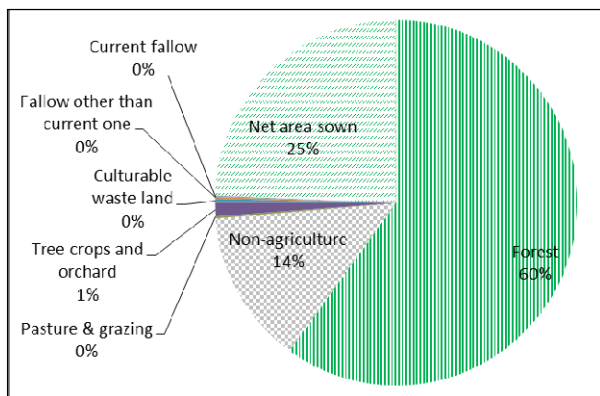 Current fallow
0%
Fallow other than
current one
0%
Culturable
waste land
0%
Tree crops and
orchard
1%
Pasture & grazing
0%
Net area sown
25%
Non-agriculture
14%
Forest
60%